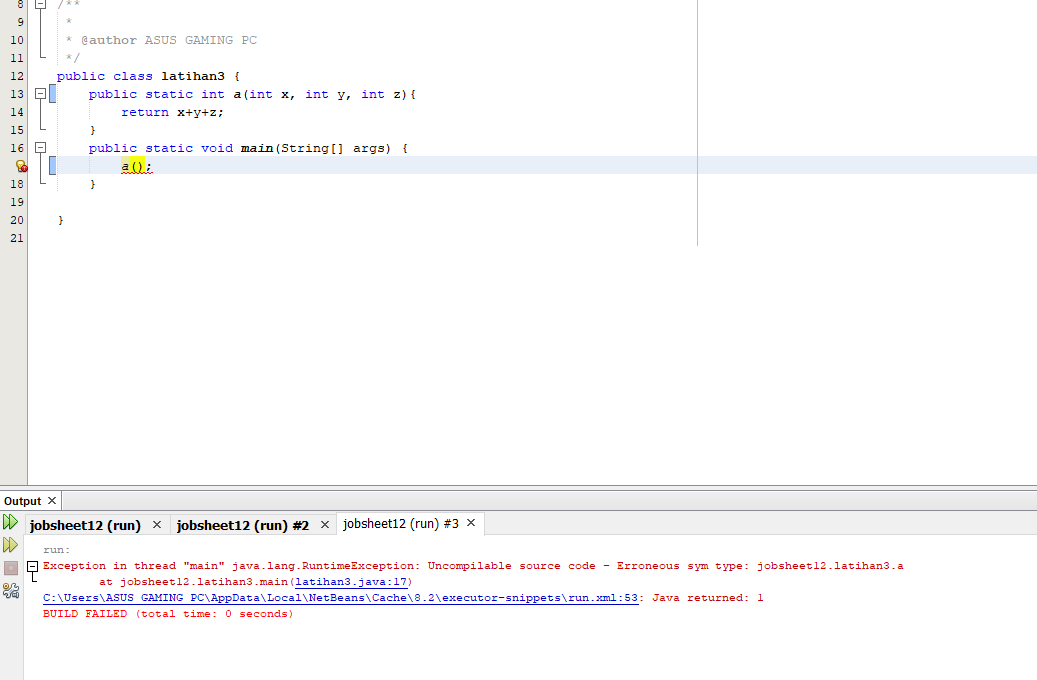 8 /**
9 *
10 * @author ASUS GAMING PC
11 */
12 public class latihan3 {
13 public static int a(int x, int y, int z){
14 return x+y+z;
15 }
16 public static void main(String[] args) {
a();
18 }
19
20 }
21
Output
jobsheet12 (run) jobsheet12 (run) #2 jobsheet12 (run) #3
run:
Exception in thread "main" java.lang.RuntimeException: Uncompilable source code - Erroneous sym type: jobsheet12.latihan3.a
at jobsheet12.latihan3.main(latihan3.java:17)
C:\Users\ASUS GAMING PC\AppData\Local\NetBeans\Cache\8.2\executor-snippets\run.xml:53: Java returned: 1
BUILD FAILED (total time: 0 seconds)